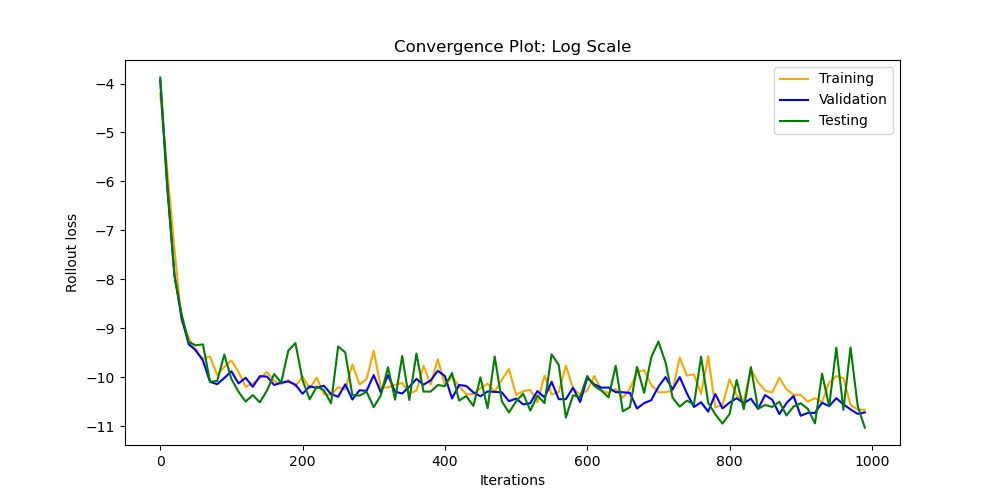 Convergence Plot: Log Scale
Training
Validation
Testing
Rollout loss
−4
−5
−6
−7
−8
−9
−10
−11
0
200
400
600
800
1000
Iterations